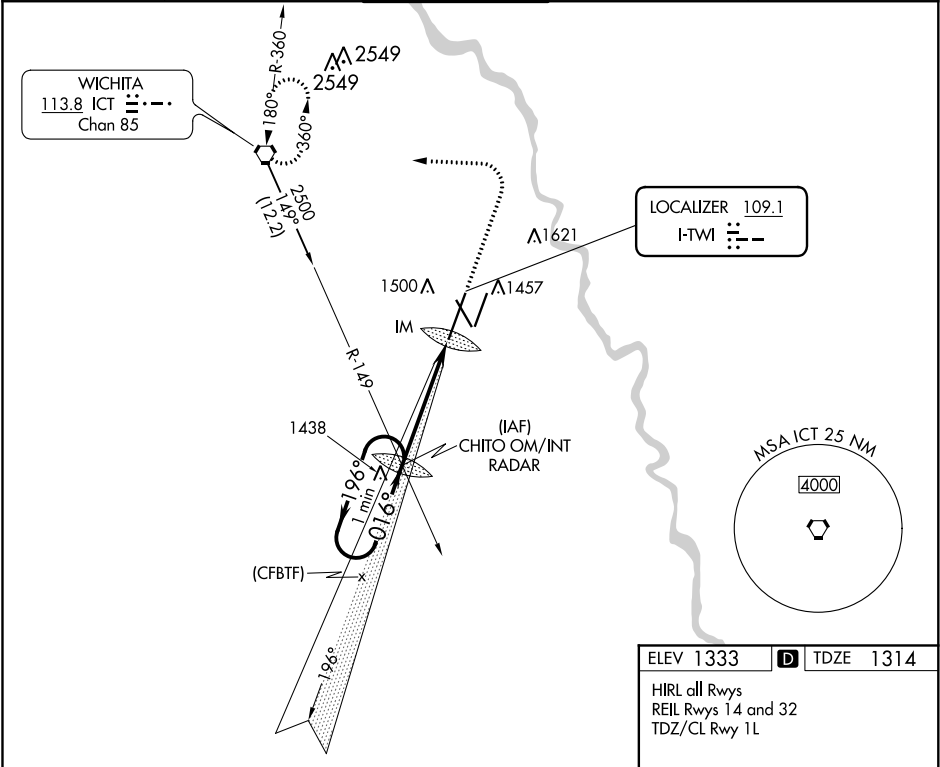 R-360
180°
360°
2549
2549
WICHITA
113.8 ICT
Chan 85
2500
149°
(12.2)
LOCALIZER 109.1
I-TWI
1621
1500
1457
IM
R-149
1438
(IAF)
CHITO OM/INT
RADAR
196°
1 min
016°
(CFBTF)
x
196°
MSA ICT 25 NM
4000
ELEV 1333 D TDZE 1314
HIRL all Rwys
REIL Rwys 14 and 32
TDZ/CL Rwy 1L